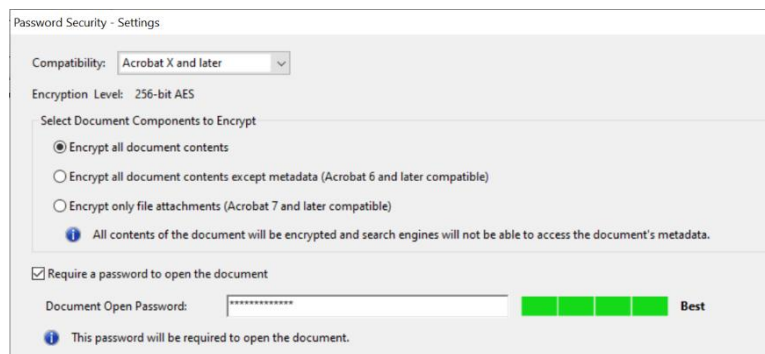 Password Security - Settings
Compatibility: Acrobat X and later
Encryption Level: 256-bit AES
Select Document Components to Encrypt
Encrypt all document contents
Encrypt all document contents except metadata (Acrobat 6 and later compatible)
Encrypt only file attachments (Acrobat 7 and later compatible)
All contents of the document will be encrypted and search engines will not be able to access the document's metadata.
Require a password to open the document
Document Open Password: ************* Best
This password will be required to open the document.